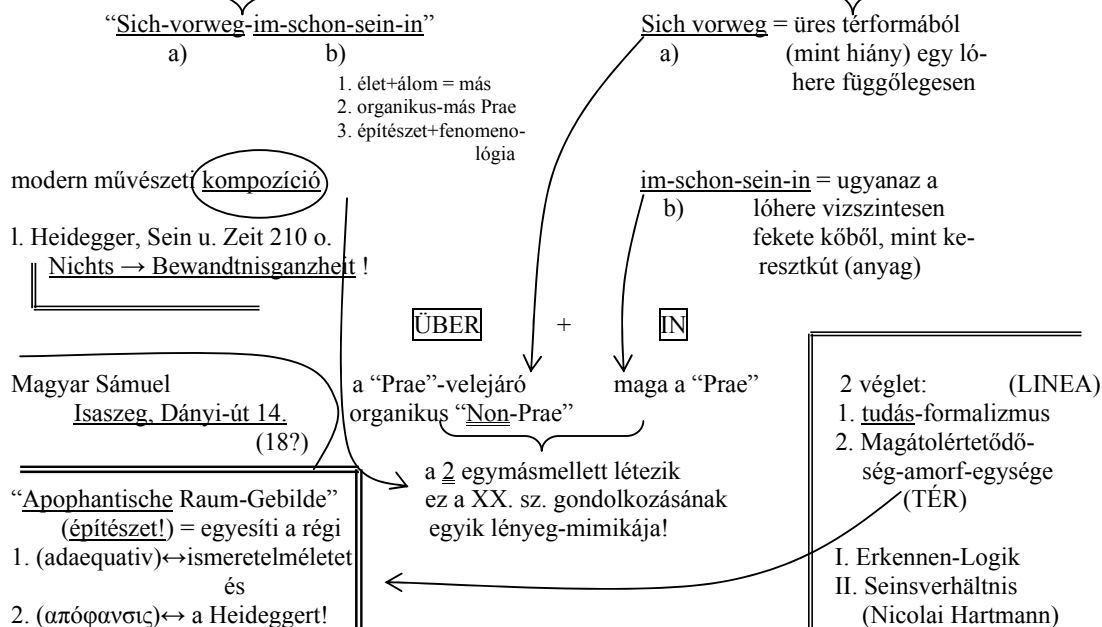 “Sich-vorweg-im-schon-sein-in”
a) b)
1. élet+álom = más
2. organikus-más Prae
3. építészet+fenomeno-
lógia
Sich vorweg = üres térformából
a) (mint hiány) egy ló-
here függőlegesen
modern művészeti kompozíció
l. Heidegger, Sein u. Zeit 210 o.
Nichts → Bewandtnisganzheit !
im-schon-sein-in = ugyanaz a
b) lóhere vizszintesen
fekete kőből, mint ke-
resztkút (anyag)
ÜBER + IN
a “Prae”-velejáró maga a “Prae”
organikus “Non-Prae”
Magyar Sámuel
Isaszeg, Dányi-út 14.
(18?)
a 2 egymásmellett létezik
ez a XX. sz. gondolkozásának
egyik lényeg-mimikája!
2 véglet: (LINEA)
1. tudás-formalizmus
2. Magátolértetődő-
ség-amorf-egysége
(TÉR)
“Apophantische Raum-Gebilde”
(építészet!) = egyesíti a régi
1. (adaequativ)↔ismeretelméletet
és
2. (απόφανσις)↔ a Heideggert!
I. Erkennen-Logik
II. Seinsverhältnis
(Nicolai Hartmann)